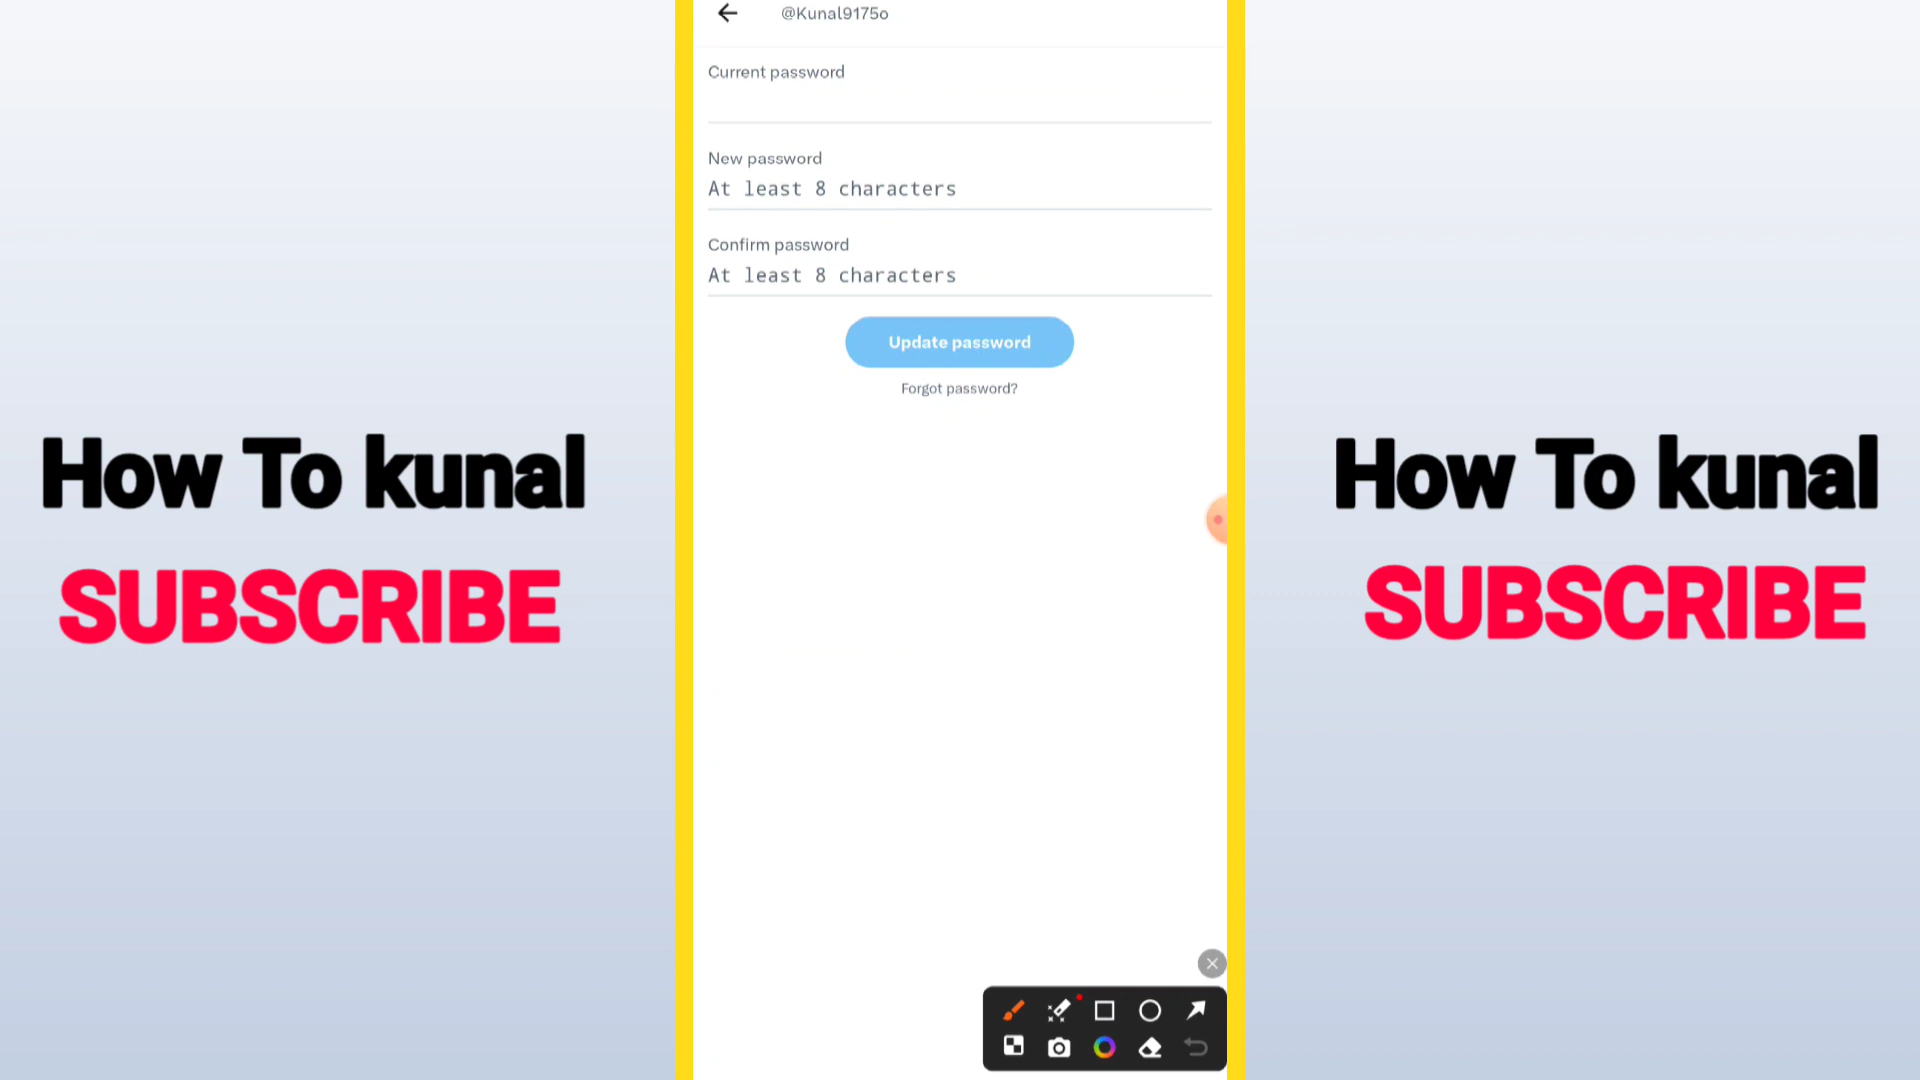 @Kunal9175o
Current password
New password
At least 8 characters
Confirm password
At least 8 characters
Update password
Forgot password?
How To kunal
SUBSCRIBE
How To kunal
SUBSCRIBE